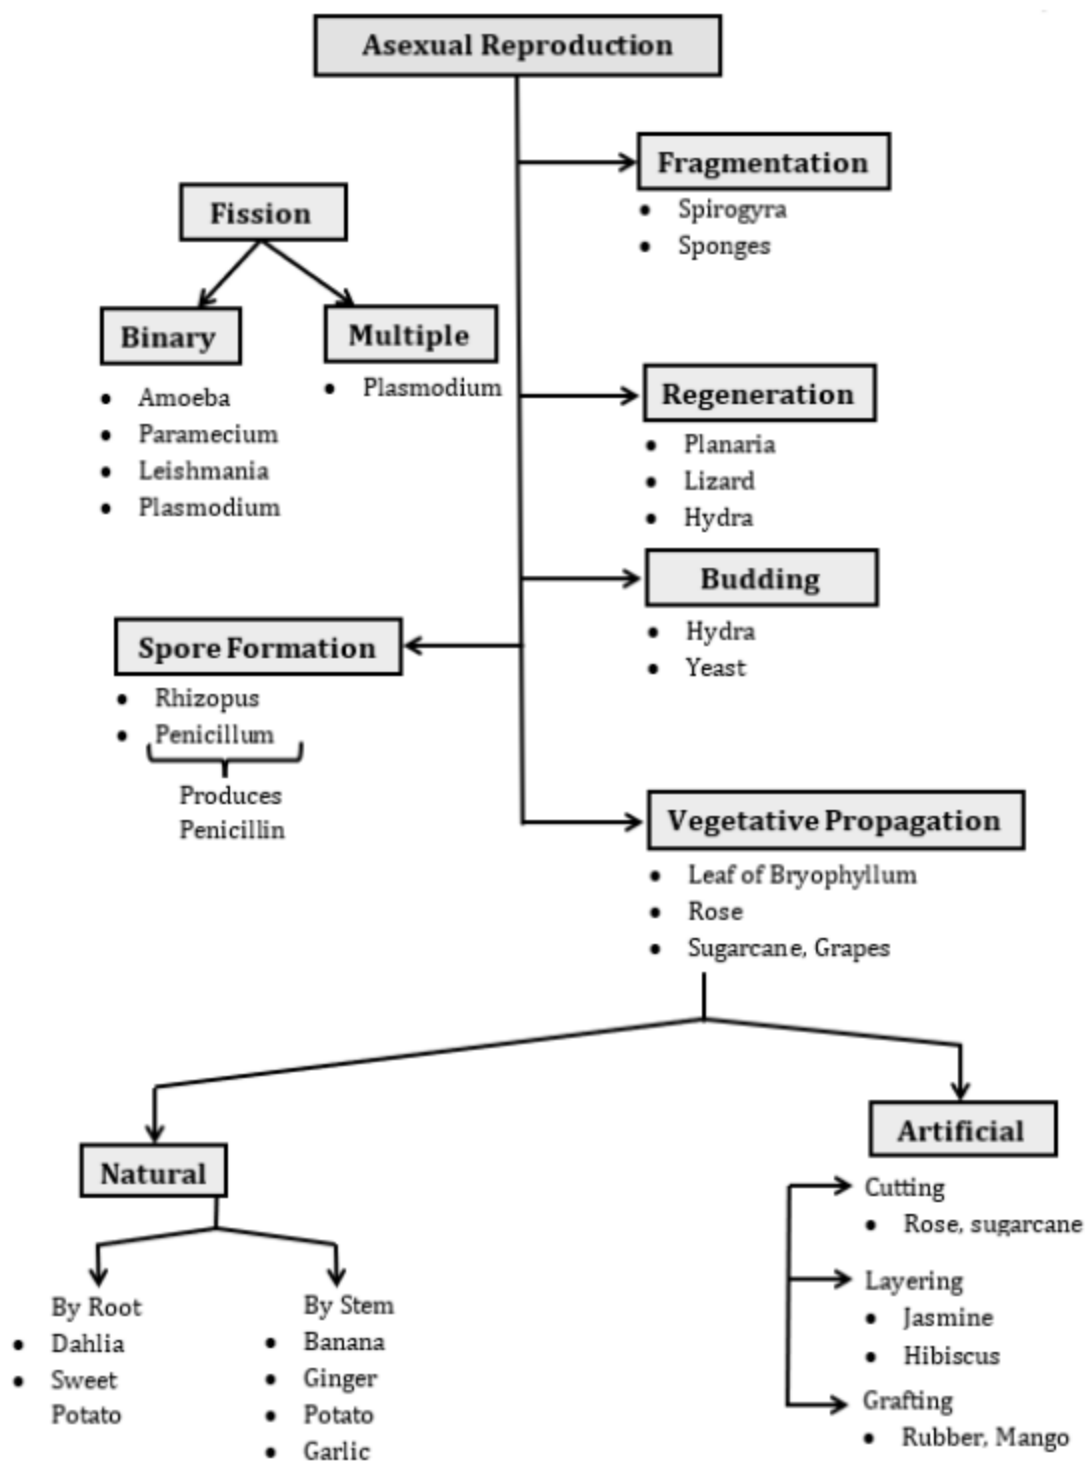 Asexual Reproduction
Fragmentation
• Spirogyra
• Sponges
Fission
Binary
• Amoeba
• Paramecium
• Leishmania
• Plasmodium
Multiple
• Plasmodium
Regeneration
• Planaria
• Lizard
• Hydra
Budding
• Hydra
• Yeast
Spore Formation
• Rhizopus
• Penicillum
Produces
Penicillin
Vegetative Propagation
• Leaf of Bryophyllum
• Rose
• Sugarcane, Grapes
Natural
By Root
• Dahlia
• Sweet
Potato
By Stem
• Banana
• Ginger
• Potato
• Garlic
Artificial
Cutting
• Rose, sugarcane
Layering
• Jasmine
• Hibiscus
Grafting
• Rubber, Mango